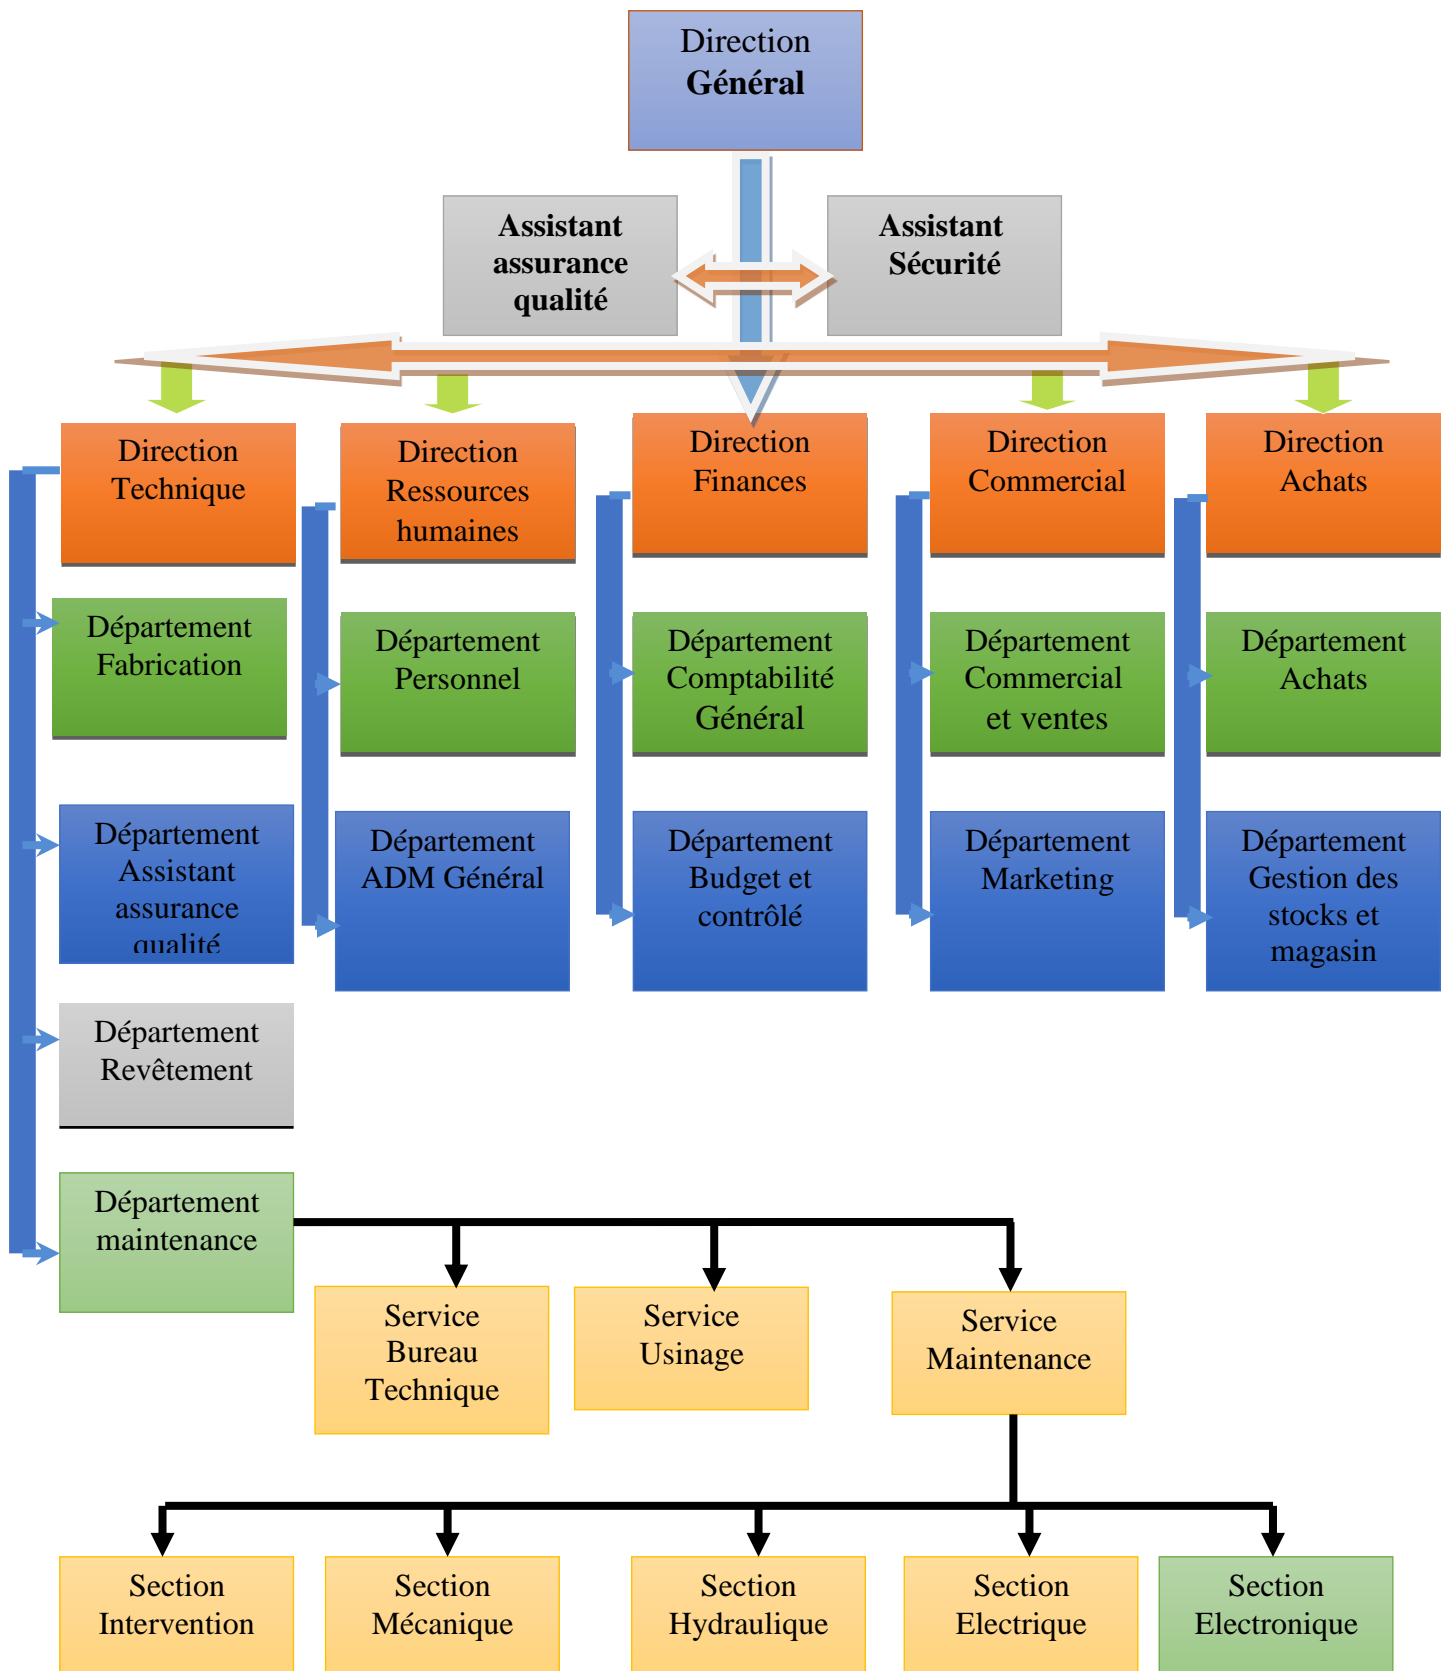 Direction
Général
Assistant
assurance
qualité
Assistant
Sécurité
Direction
Technique
Direction
Ressources
humaines
Direction
Finances
Direction
Commercial
Direction
Achats
Département
Fabrication
Département
Personnel
Département
Comptabilité
Général
Département
Commercial
et ventes
Département
Achats
Département
Assistant
assurance
qualité
Département
ADM Général
Département
Budget et
contrôlé
Département
Marketing
Département
Gestion des
stocks et
magasin
Département
Revêtement
Département
maintenance
Service
Bureau
Technique
Service
Usinage
Service
Maintenance
Section
Intervention
Section
Mécanique
Section
Hydraulique
Section
Electrique
Section
Electronique